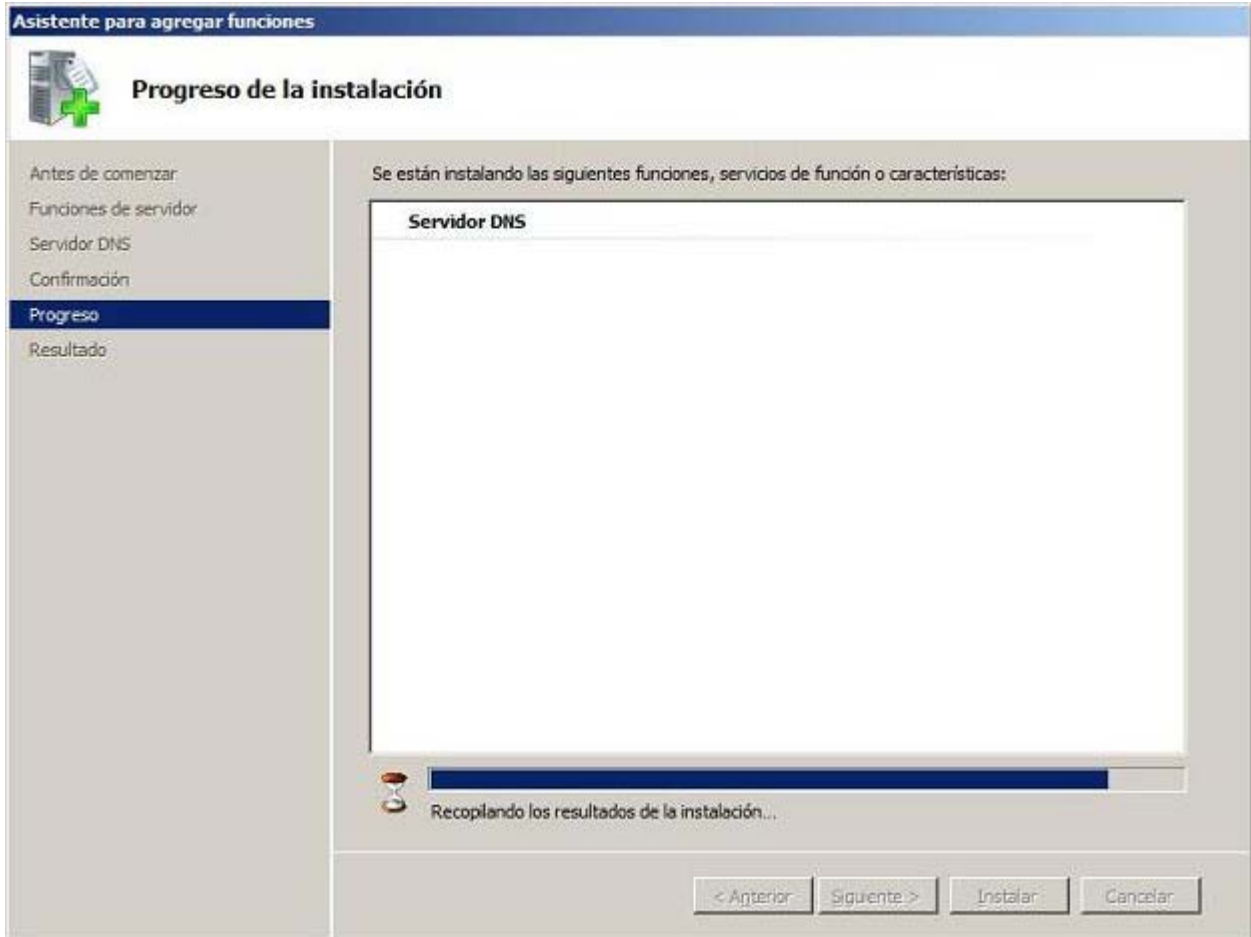 Asistente para agregar funciones
Progreso de la instalación
Antes de comenzar
Funciones de servidor
Servidor DNS
Confirmación
Progreso
Resultado
Se están instalando las siguientes funciones, servicios de función o características:
Servidor DNS
Recopilando los resultados de la instalación...
< Anterior
Siguiente >
Instalar
Cancelar